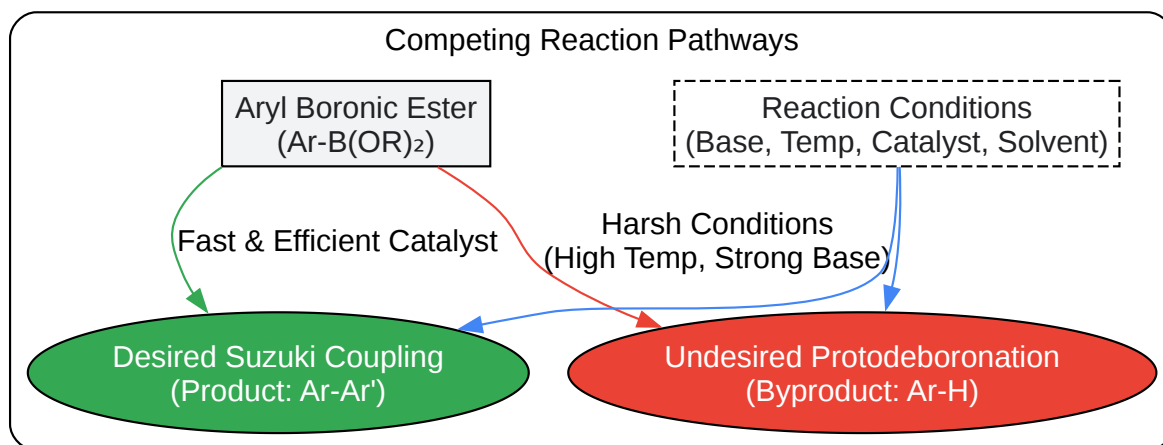 Competing Reaction Pathways
Aryl Boronic Ester
(Ar-B(OR)₂)
Reaction Conditions
(Base, Temp, Catalyst, Solvent)
Fast & Efficient Catalyst
Harsh Conditions
(High Temp, Strong Base)
Desired Suzuki Coupling
(Product: Ar-Ar')
Undesired Protodeboronation
(Byproduct: Ar-H)